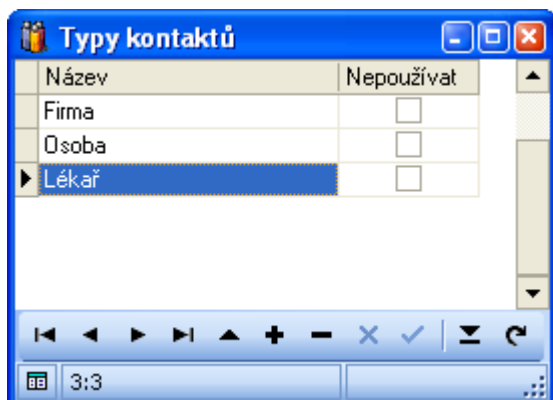 Typy kontaktů
Název Nepoužívat
Firma
Osoba
Lékař
3:3